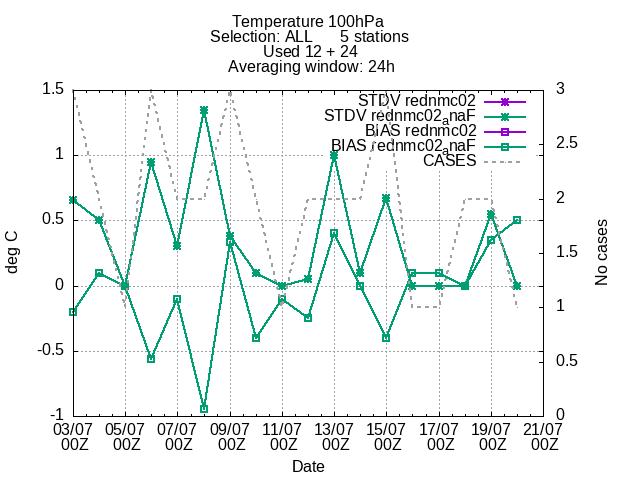 Temperature 100hPa
Selection: ALL 5 stations
Used 12 + 24
Averaging window: 24h
STDV rednmc02
STDV rednmc02anaF
BIAS rednmc02
BIAS rednmc02anaF
CASES
1.5
1
0.5
0
-0.5
-1
deg C
3
2.5
2
1.5
1
0.5
0
No cases
03/07 05/07 07/07 09/07 11/07 13/07 15/07 17/07 19/07 21/07
00Z 00Z 00Z 00Z 00Z 00Z 00Z 00Z 00Z 00Z
Date